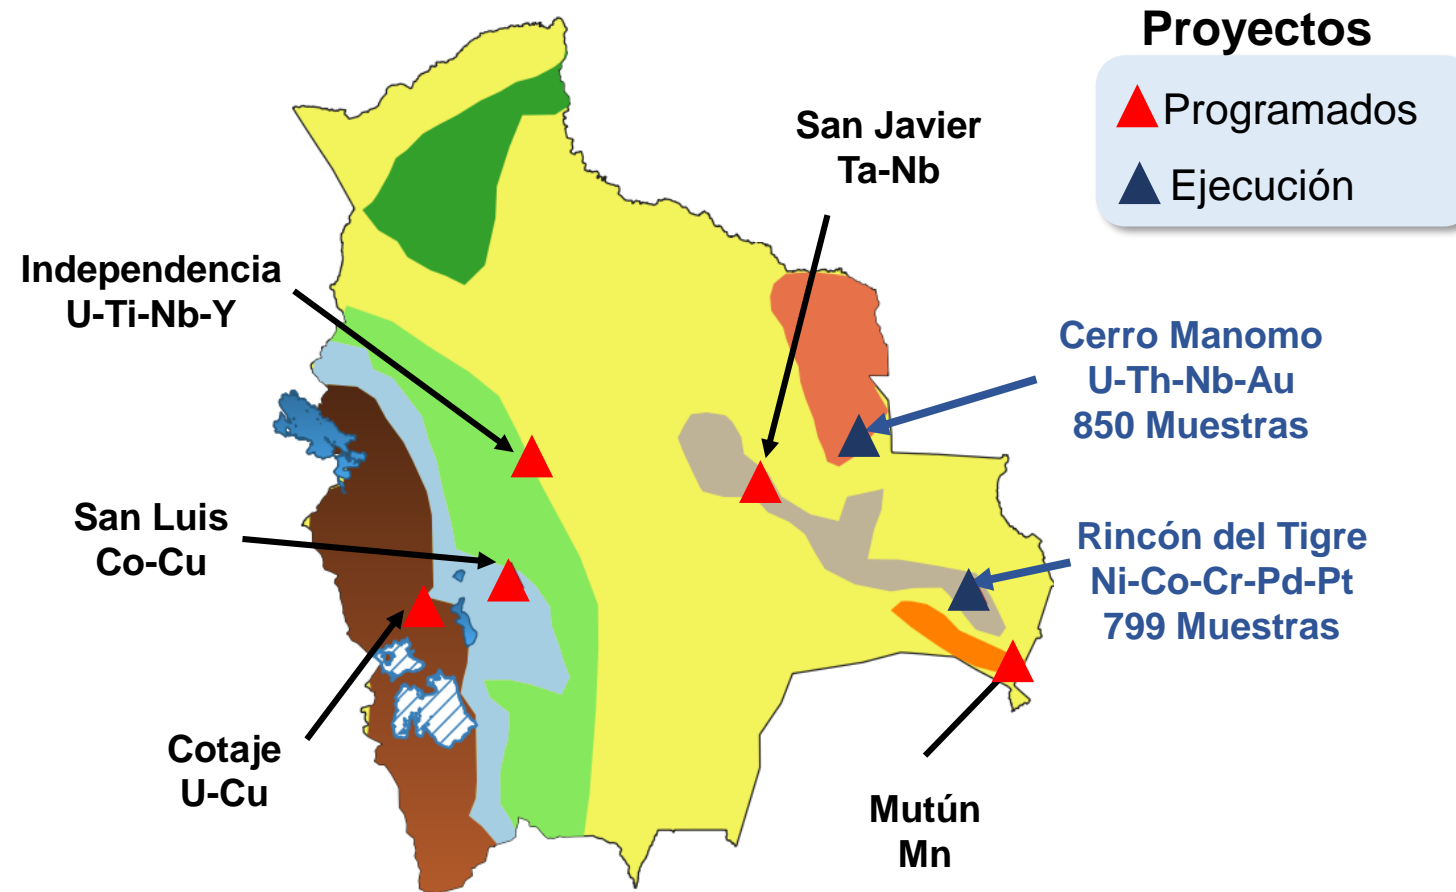 Proyectos
Programados
Ejecución
San Javier
Ta-Nb
Independencia
U-Ti-Nb-Y
Cerro Manomo
U-Th-Nb-Au
850 Muestras
San Luis
Co-Cu
Rincón del Tigre
Ni-Co-Cr-Pd-Pt
799 Muestras
Cotaje
U-Cu
Mutún
Mn